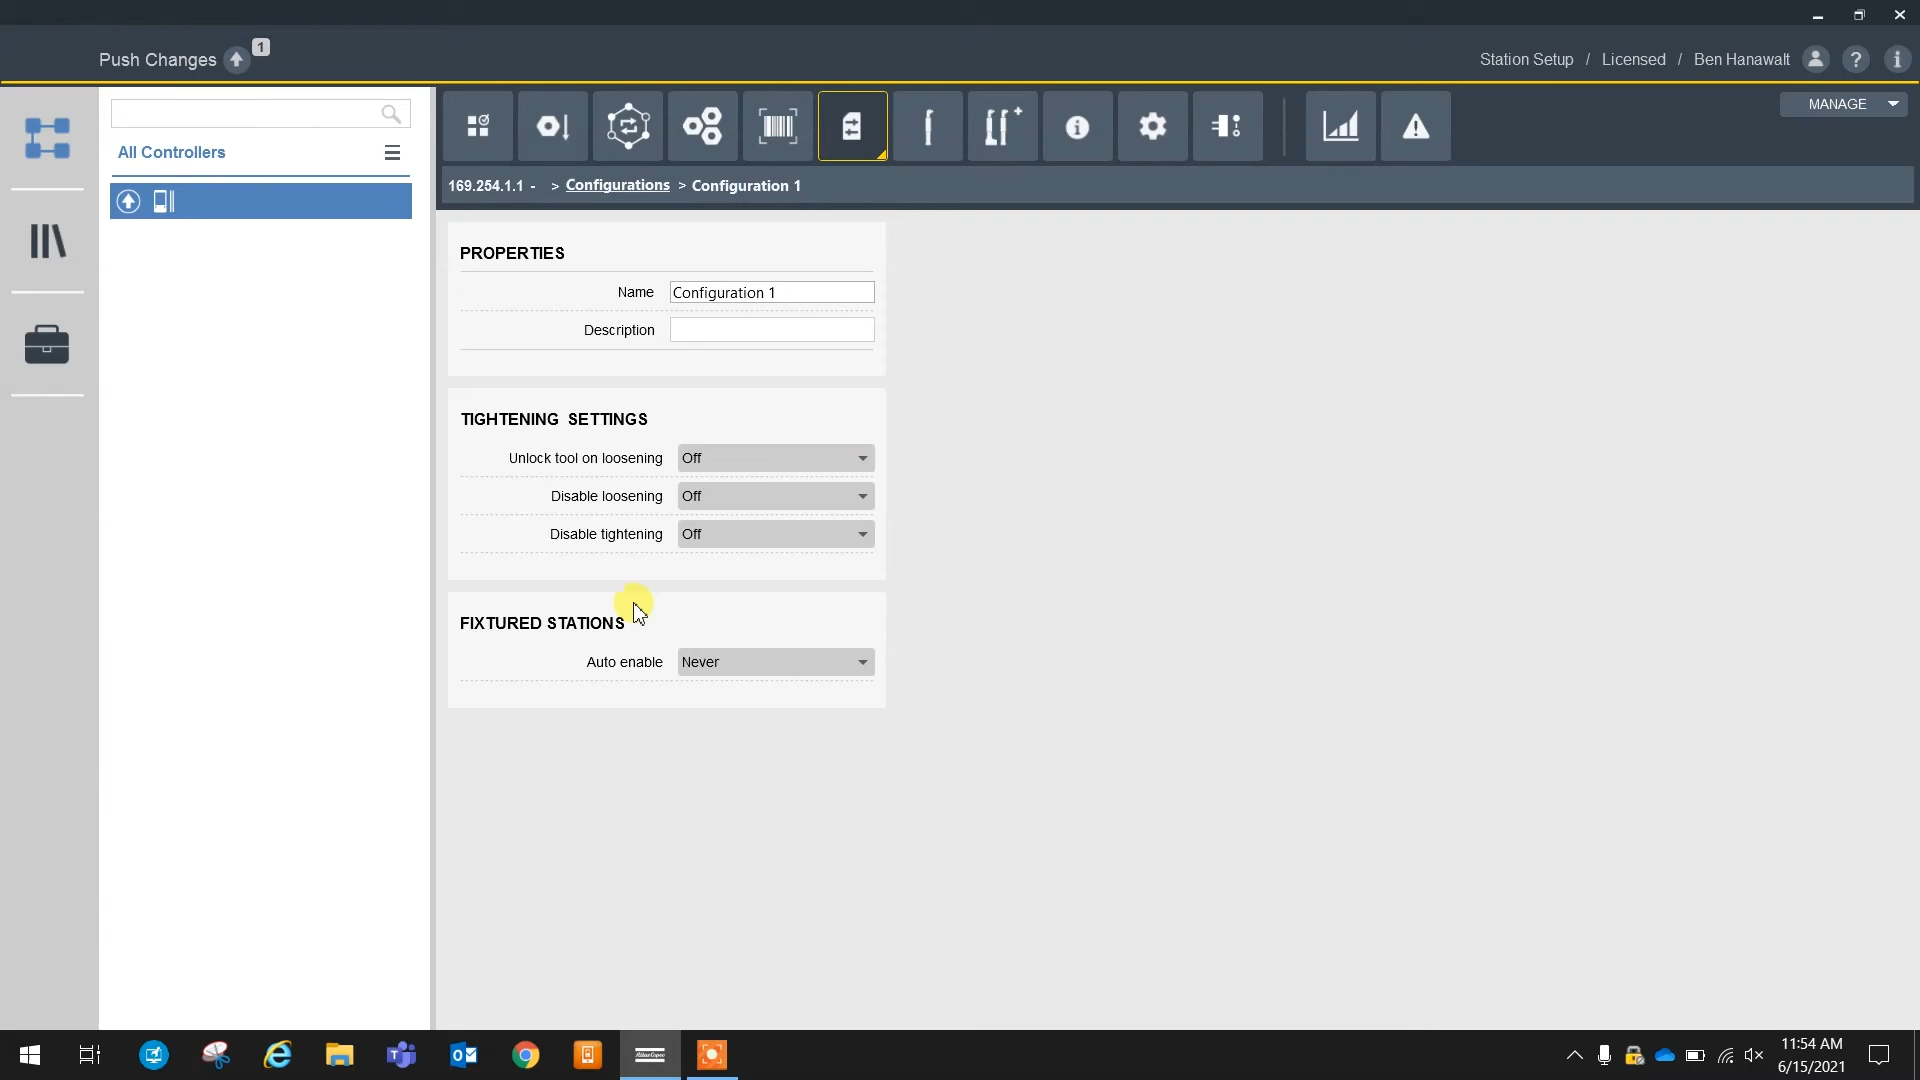 Push Changes
1
Station Setup / Licensed / Ben Hanawalt
?
i
All Controllers
MANAGE
169.254.1.1 - > Configurations > Configuration 1
PROPERTIES
Name Configuration 1
Description
TIGHTENING SETTINGS
Unlock tool on loosening Off
Disable loosening Off
Disable tightening Off
FIXTURED STATIONS
Auto enable Never
Atlas Copco
11:54 AM
6/15/2021